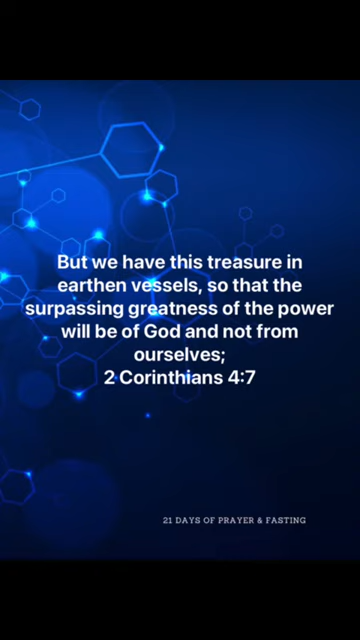 But we have this treasure in
earthen vessels, so that the
surpassing greatness of the power
will be of God and not from
ourselves;
2 Corinthians 4:7
21 DAYS OF PRAYER & FASTING